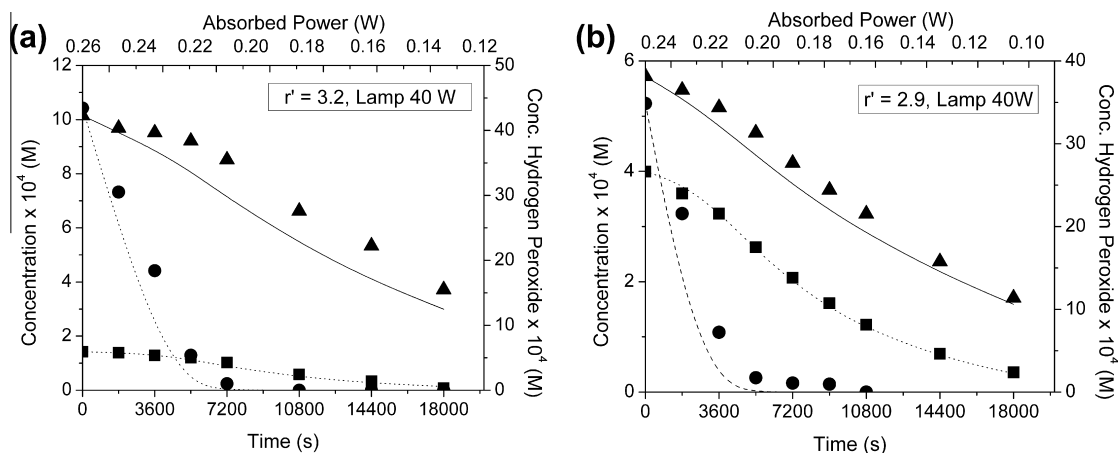 (a)
Absorbed Power (W)
0.26 0.24 0.22 0.20 0.18 0.16 0.14 0.12
r' = 3.2, Lamp 40 W
Concentration x 10⁴ (M)
12
10
8
6
4
2
0
50
40
30
20
10
0
Conc. Hydrogen Peroxide x 10⁴ (M)
0 3600 7200 10800 14400 18000
Time (s)
(b)
Absorbed Power (W)
0.24 0.22 0.20 0.18 0.16 0.14 0.12 0.10
r' = 2.9, Lamp 40W
Concentration x 10⁴ (M)
6
4
2
0
40
30
20
10
0
Conc. Hydrogen Peroxide x 10⁴ (M)
0 3600 7200 10800 14400 18000
Time (s)